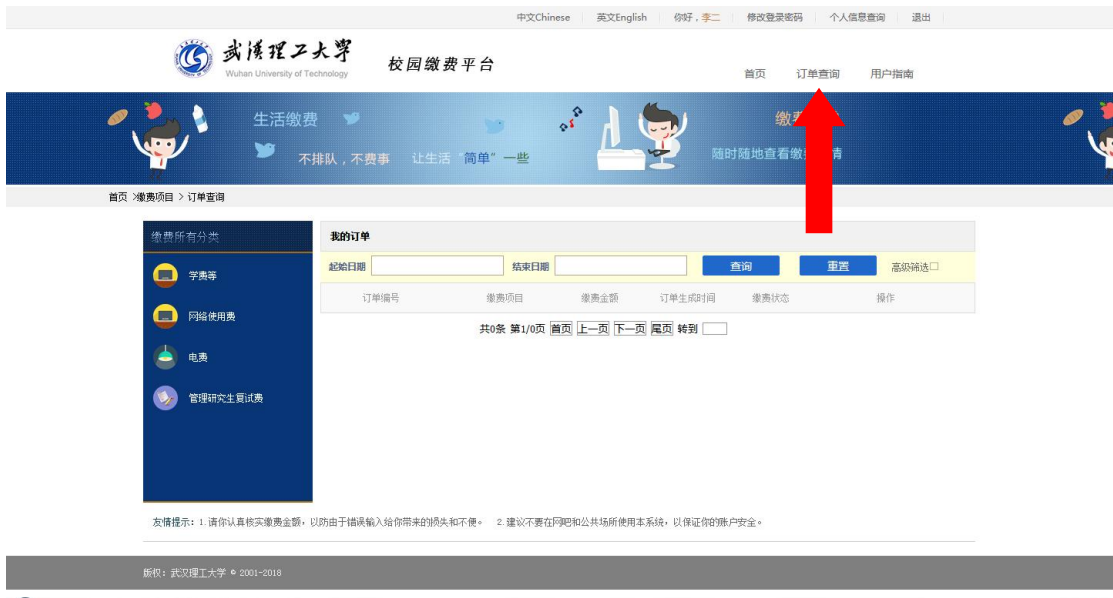 中文Chinese 英文English 你好，李二 修改登录密码 个人信息查询 退出
武汉理工大学
Wuhan University of Technology
校园缴费平台
首页 订单查询 用户指南
生活缴费
不排队，不费事 让生活“简单”一些
随时随地查看缴
首页 >缴费项目 > 订单查询
缴费所有分类
学费等
网络使用费
电费
管理研究生复试费
我的订单
起始日期 结束日期 查询 重置 高级筛选
订单编号 缴费项目 缴费金额 订单生成时间 缴费状态 操作
共0条 第1/0页 首页 上一页 下一页 尾页 转到
友情提示：1.请你认真核实缴费金额，以防由于错误输入给你带来的损失和不便。 2.建议不要在网吧和公共场所使用本系统，以保证你的账户安全。
版权：武汉理工大学 © 2001-2018